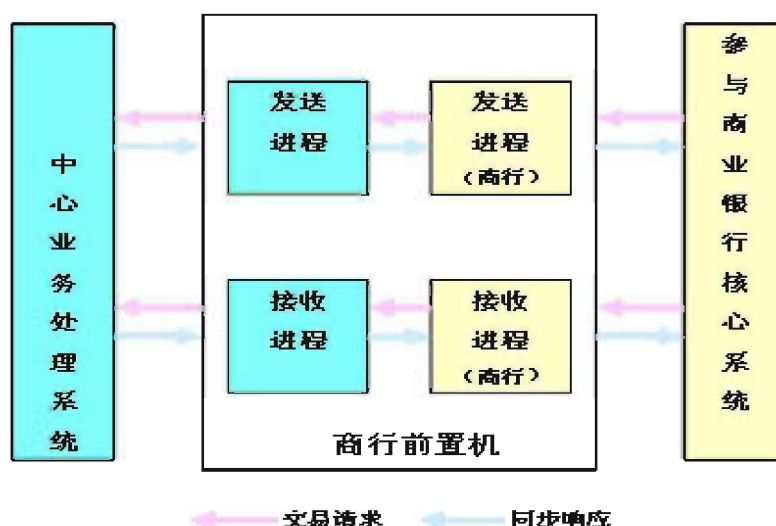 中心业务处理系统
发送
进程
发送
进程
（商行）
接收
进程
接收
进程
（商行）
商行前置机
参与商业银行核心系统
交易请求
同步响应